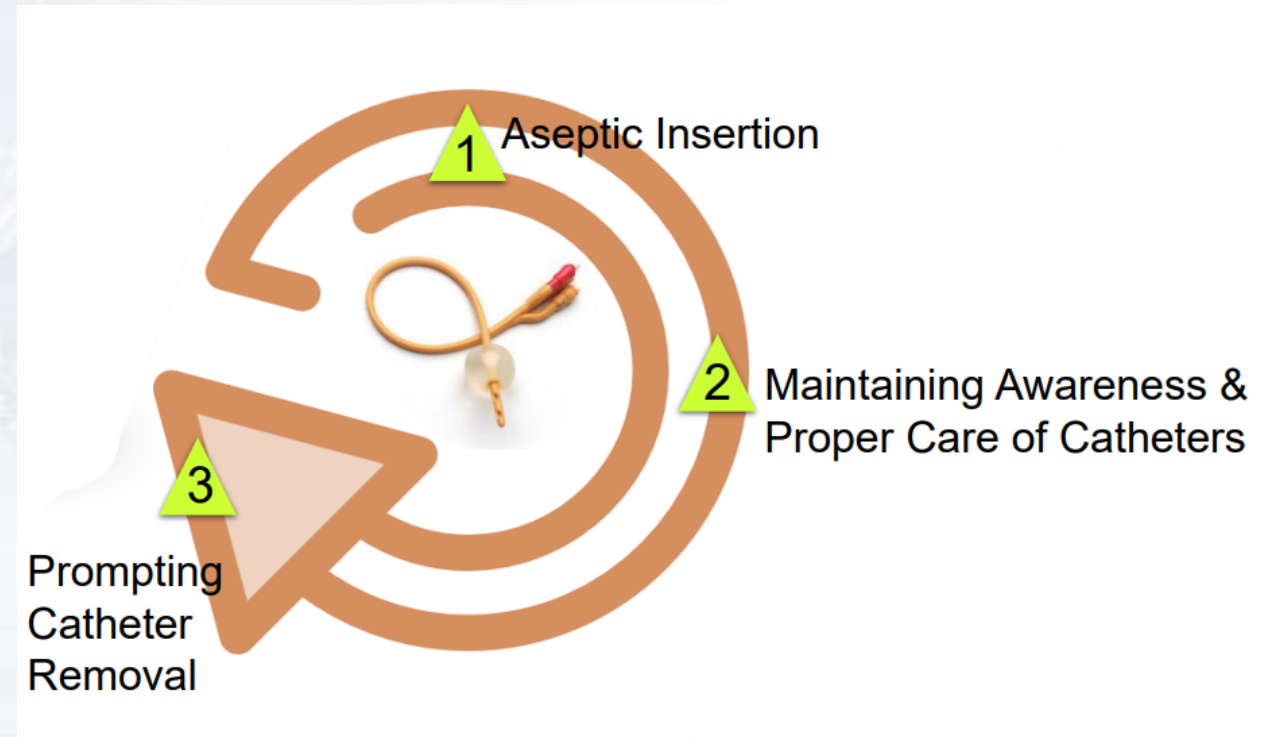 1
Aseptic Insertion
2
Maintaining Awareness &
Proper Care of Catheters
3
Prompting
Catheter
Removal